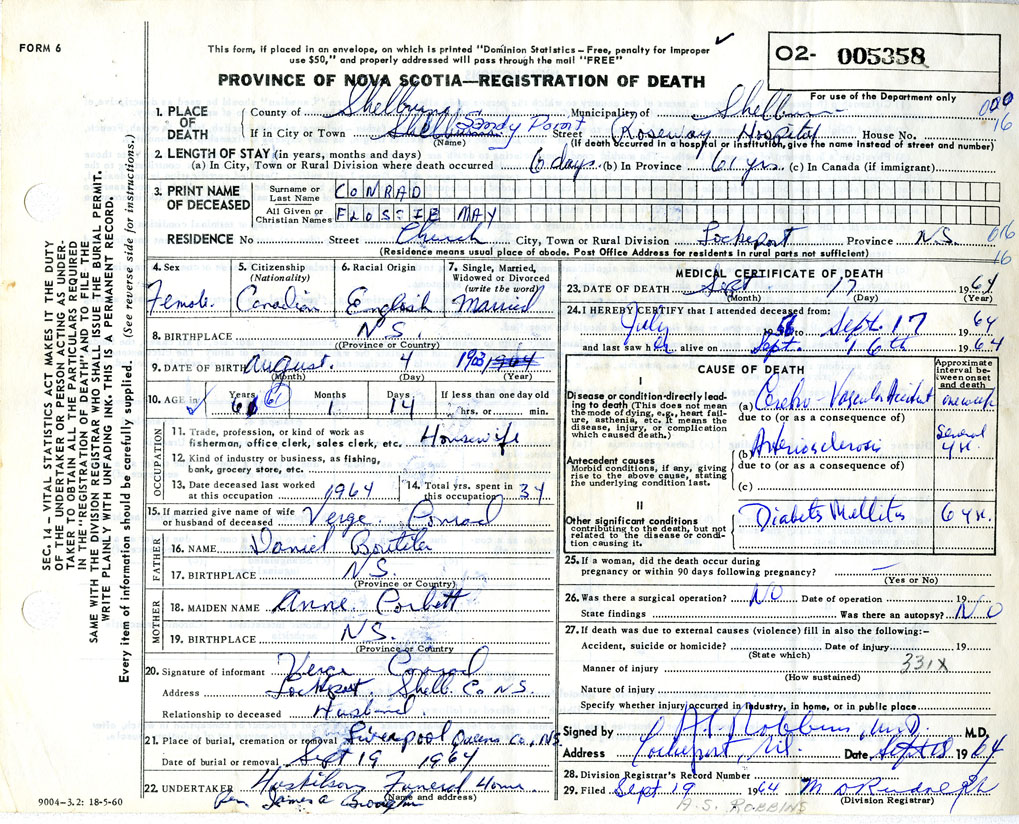 FORM 6
This form, if placed in an envelope, on which is printed "Dominion Statistics – Free, penalty for improper
use $50," and properly addressed will pass through the mail "FREE"
PROVINCE OF NOVA SCOTIA—REGISTRATION OF DEATH
O2- 005358
For use of the Department only
1. PLACE OF DEATH County of Shelburne Municipality of Shelburne 16
If in City or Town Sandy Point Street Roseway Hospital House No.
(Name) (If death occurred in a hospital or institution, give the name instead of street and number)
2. LENGTH OF STAY (in years, months and days)
(a) In City, Town or Rural Division where death occurred 6 days (b) In Province 61 yrs. (c) In Canada (if immigrant)
3. PRINT NAME OF DECEASED Surname or Last Name CONRAD
All Given or Christian Names FLOSSIE MAY
RESIDENCE No Street Church City, Town or Rural Division Lockeport Province N.S. 016
(Residence means usual place of abode. Post Office Address for residents in rural parts not sufficient) 16
SEC. 14 – VITAL STATISTICS ACT MAKES IT THE DUTY
OF THE UNDERTAKER OR PERSON ACTING AS UNDER-
TAKER TO OBTAIN ALL THE PARTICULARS REQUIRED
IN THE "REGISTRATION OF DEATH" AND TO FILE THE
SAME WITH THE DIVISION REGISTRAR WHO SHALL ISSUE THE BURIAL PERMIT.
WRITE PLAINLY WITH UNFADING INK. THIS IS A PERMANENT RECORD.
Every item of information should be carefully supplied. (See reverse side for instructions.)
4. Sex 5. Citizenship (Nationality) 6. Racial Origin 7. Single, Married, Widowed or Divorced (write the word)
Female Canadian English Married
8. BIRTHPLACE N.S.
(Province or Country)
9. DATE OF BIRTH August 4 1903 1964
(Month) (Day) (Year)
10. AGE in Years 61 61 Months 1 Days 14 If less than one day old
hrs. or min.
OCCUPATION
11. Trade, profession, or kind of work as
fisherman, office clerk, sales clerk, etc. Housewife
12. Kind of industry or business, as fishing,
bank, grocery store, etc.
13. Date deceased last worked at this occupation 1964 14. Total yrs. spent in this occupation 34
15. If married give name of wife
or husband of deceased Verge Conrad
FATHER
16. NAME Daniel Boutilier
17. BIRTHPLACE N.S.
(Province or Country)
MOTHER
18. MAIDEN NAME Anne Corbett
19. BIRTHPLACE N.S.
(Province or Country
20. Signature of informant Verge Conrad
Address Lockeport Shelb. Co. N.S.
Relationship to deceased Husband.
21. Place of burial, cremation or removal Liverpool Queens Co., N.S.
Date of burial or removal Sept 19 1964
22. UNDERTAKER Huskilson Funeral Home
(Name and address)
Per James A
9004–3.2: 18-5-60
MEDICAL CERTIFICATE OF DEATH
23. DATE OF DEATH Sept. 17 1964
(Month) (Day) (Year)
24. I HEREBY CERTIFY that I attended deceased from:
July 1956 to Sept. 17 1964
and last saw her alive on Sept. 16th 1964
CAUSE OF DEATH
Approximate interval between onset and death
I
Disease or condition directly lead-
ing to death (This does not mean
the mode of dying, e.g., heart fail-
ure, asthenia, etc. It means the
disease, injury, or complication
which caused death.)
(a) Cerebro-Vascular Accident one week
due to (or as a consequence of)
Antecedent causes
Morbid conditions, if any, giving
rise to the above cause, stating
the underlying condition last.
(b) Arteriosclerosis Several yr.
due to (or as a consequence of)
(c)
II
Other significant conditions
contributing to the death, but not
related to the disease or condi-
tion causing it.
Diabetes Mellitus 6 yr.
25. If a woman, did the death occur during
pregnancy or within 90 days following pregnancy? –
(Yes or No)
26. Was there a surgical operation? NO Date of operation 19
State findings Was there an autopsy? NO
27. If death was due to external causes (violence) fill in also the following:–
Accident, suicide or homicide? Date of injury 19
(State which)
331X
Manner of injury
(How sustained)
Nature of injury
Specify whether injury occurred in industry, in home, or in public place
Signed by A.S. Robbins M.D. M.D.
Address Lockeport, N.S. Date Sept 18 1964
28. Division Registrar's Record Number
29. Filed Sept 19 1964
(Division Registrar)
A.S. ROBBINS